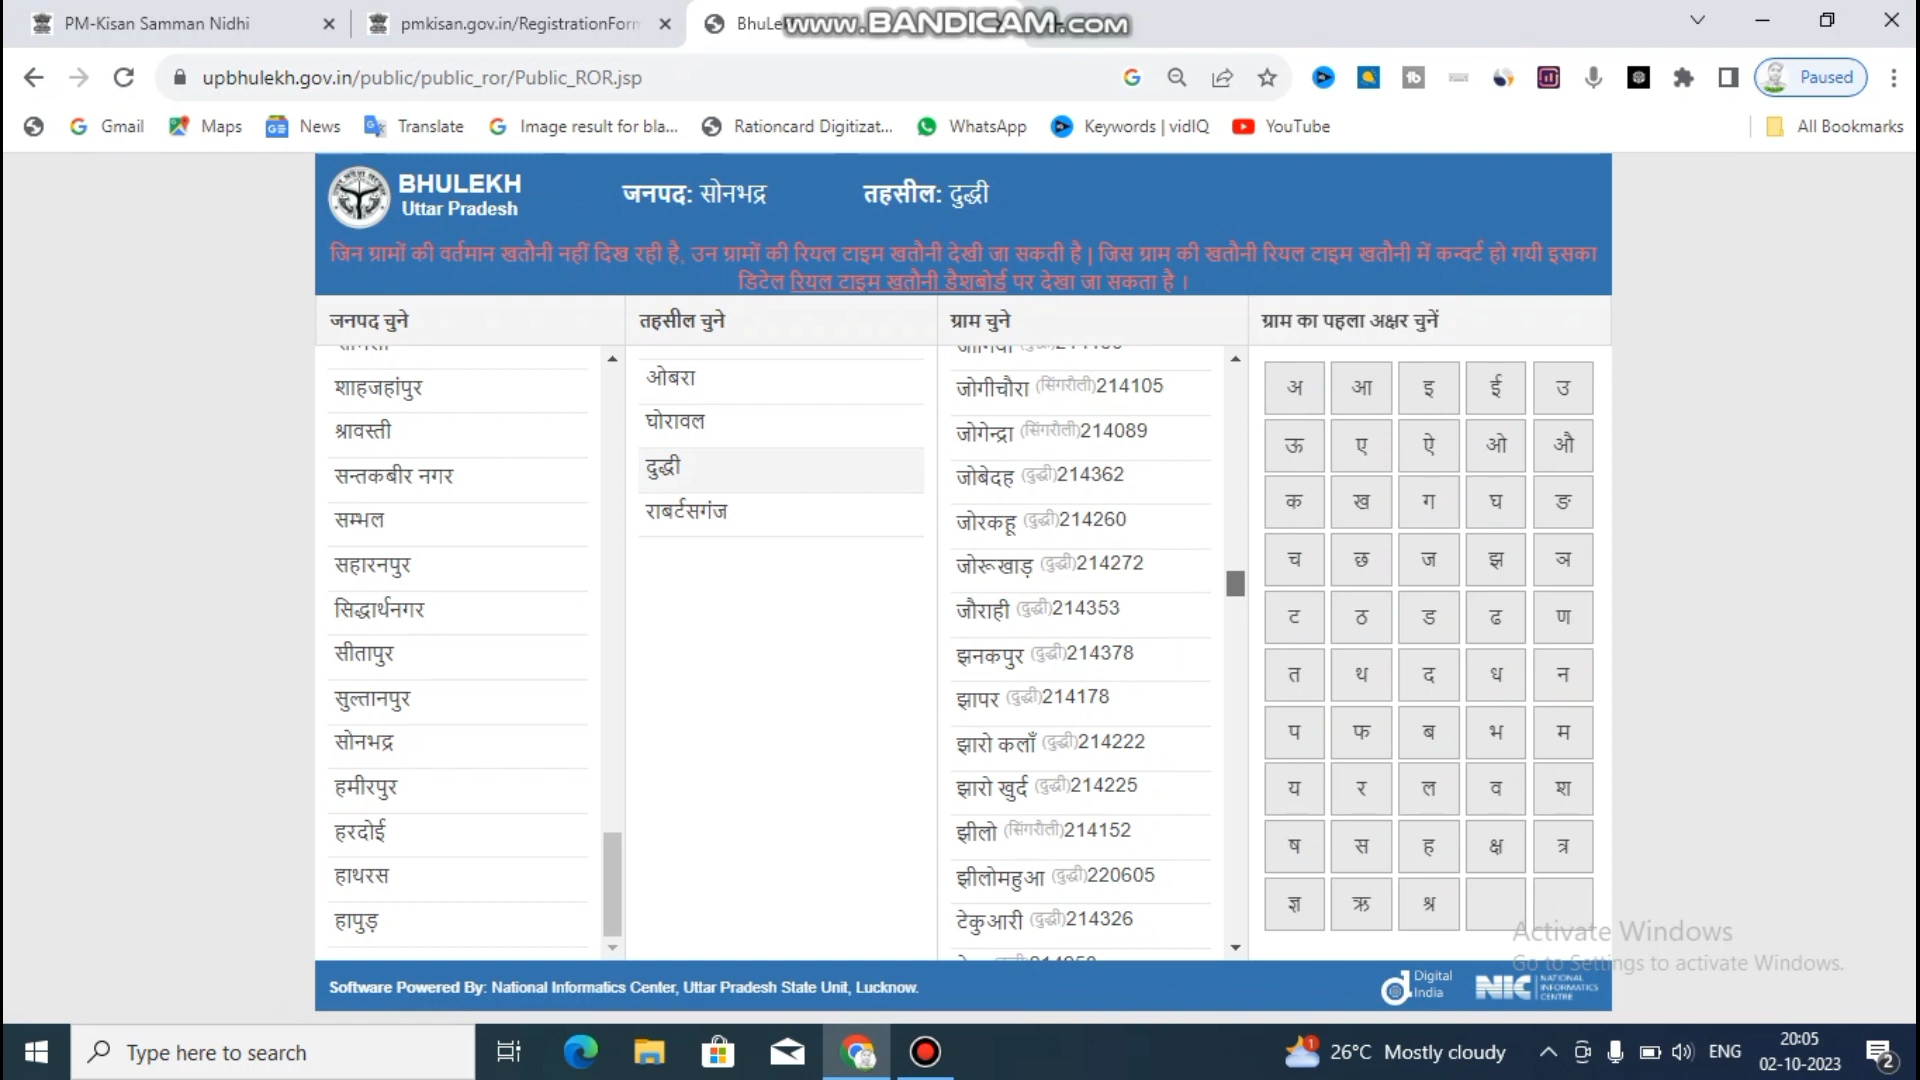 PM-Kisan Samman Nidhi
pmkisan.gov.in/RegistrationForm
BhuLe
www.BANDICAM.com
upbhulekh.gov.in/public/public_ror/Public_ROR.jsp
Paused
Gmail
Maps
News
Translate
Image result for bla...
Rationcard Digitizat...
WhatsApp
Keywords | vidIQ
YouTube
All Bookmarks
BHULEKH
Uttar Pradesh
जनपद: सोनभद्र
तहसील: दुद्धी
जिन ग्रामों की वर्तमान खतौनी नहीं दिख रही है, उन ग्रामों की रियल टाइम खतौनी देखी जा सकती है | जिस ग्राम की खतौनी रियल टाइम खतौनी में कन्वर्ट हो गयी इसका
डिटेल रियल टाइम खतौनी डैशबोर्ड पर देखा जा सकता है ।
जनपद चुने
तहसील चुने
ग्राम चुने
ग्राम का पहला अक्षर चुनें
शाहजहांपुर
श्रावस्ती
सन्तकबीर नगर
सम्भल
सहारनपुर
सिद्धार्थनगर
सीतापुर
सुल्तानपुर
सोनभद्र
हमीरपुर
हरदोई
हाथरस
हापुड़
ओबरा
घोरावल
दुद्धी
राबर्टसगंज
जोगीचौरा (सिंगरौली)214105
जोगेन्द्रा (सिंगरौली)214089
जोबेदह (दुद्धी)214362
जोरकहू (दुद्धी)214260
जोरूखाड़ (दुद्धी)214272
जौराही (दुद्धी)214353
झनकपुर (दुद्धी)214378
झापर (दुद्धी)214178
झारो कलाँ (दुद्धी)214222
झारो खुर्द (दुद्धी)214225
झीलो (सिंगरौली)214152
झीलोमहुआ (दुद्धी)220605
टेकुआरी (दुद्धी)214326
अ आ इ ई उ
ऊ ए ऐ ओ औ
क ख ग घ ङ
च छ ज झ ञ
ट ठ ड ढ ण
त थ द ध न
प फ ब भ म
य र ल व श
ष स ह क्ष त्र
ज्ञ ऋ श्र
Activate Windows
Go to Settings to activate Windows.
Software Powered By: National Informatics Center, Uttar Pradesh State Unit, Lucknow.
Digital
India
NIC
NATIONAL
INFORMATICS
CENTRE
Type here to search
1
26°C Mostly cloudy
ENG
20:05
02-10-2023
2